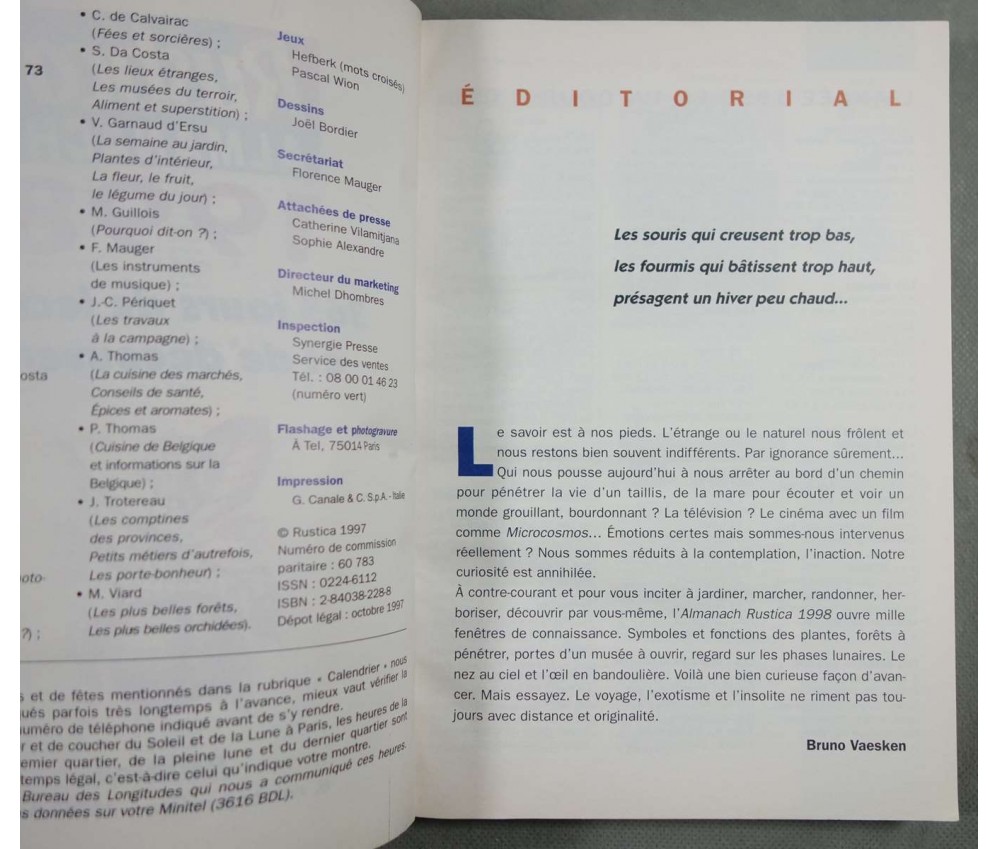 73
osta
oto-
?) ;
• C. de Calvairac
(Fées et sorcières) ;
• S. Da Costa
(Les lieux étranges,
Les musées du terroir,
Aliment et superstition) ;
• V. Garnaud d'Ersu
(La semaine au jardin,
Plantes d'intérieur,
La fleur, le fruit,
le légume du jour) ;
• M. Guillois
(Pourquoi dit-on ?) ;
• F. Mauger
(Les instruments
de musique) ;
• J.-C. Périquet
(Les travaux
à la campagne) ;
• A. Thomas
(La cuisine des marchés,
Conseils de santé,
Épices et aromates) ;
• P. Thomas
(Cuisine de Belgique
et informations sur la
Belgique) ;
• J. Trotereau
(Les comptines
des provinces,
Petits métiers d'autrefois,
Les porte-bonheur) ;
• M. Viard
(Les plus belles forêts,
Les plus belles orchidées).
Jeux
Hefberk (mots croisés)
Pascal Wion
Dessins
Joël Bordier
Secrétariat
Florence Mauger
Attachées de presse
Catherine Vilamitjana
Sophie Alexandre
Directeur du marketing
Michel Dhombres
Inspection
Synergie Presse
Service des ventes
Tél. : 08 00 01 46 23
(numéro vert)
Flashage et photogravure
À Tel, 75014 Paris
Impression
G. Canale & C. S.p.A. - Italie
© Rustica 1997
Numéro de commission
paritaire : 60 783
ISSN : 0224-6112
ISBN : 2-84038-228-8
Dépot légal : octobre 1997
s et de fêtes mentionnés dans la rubrique « Calendrier » nous
ués parfois très longtemps à l'avance, mieux vaut vérifier la
uméro de téléphone indiqué avant de s'y rendre.
r et de coucher du Soleil et de la Lune à Paris, les heures de la
emier quartier, de la pleine lune et du dernier quartier sont
temps légal, c'est-à-dire celui qu'indique votre montre.
Bureau des Longitudes qui nous a communiqué ces heures.
s données sur votre Minitel (3616 BDL).
ÉDITORIAL
Les souris qui creusent trop bas,
les fourmis qui bâtissent trop haut,
présagent un hiver peu chaud...
Le savoir est à nos pieds. L'étrange ou le naturel nous frôlent et
nous restons bien souvent indifférents. Par ignorance sûrement...
Qui nous pousse aujourd'hui à nous arrêter au bord d'un chemin
pour pénétrer la vie d'un taillis, de la mare pour écouter et voir un
monde grouillant, bourdonnant ? La télévision ? Le cinéma avec un film
comme Microcosmos... Émotions certes mais sommes-nous intervenus
réellement ? Nous sommes réduits à la contemplation, l'inaction. Notre
curiosité est annihilée.
À contre-courant et pour vous inciter à jardiner, marcher, randonner, her-
boriser, découvrir par vous-même, l'Almanach Rustica 1998 ouvre mille
fenêtres de connaissance. Symboles et fonctions des plantes, forêts à
pénétrer, portes d'un musée à ouvrir, regard sur les phases lunaires. Le
nez au ciel et l'œil en bandoulière. Voilà une bien curieuse façon d'avan-
cer. Mais essayez. Le voyage, l'exotisme et l'insolite ne riment pas tou-
jours avec distance et originalité.
Bruno Vaesken